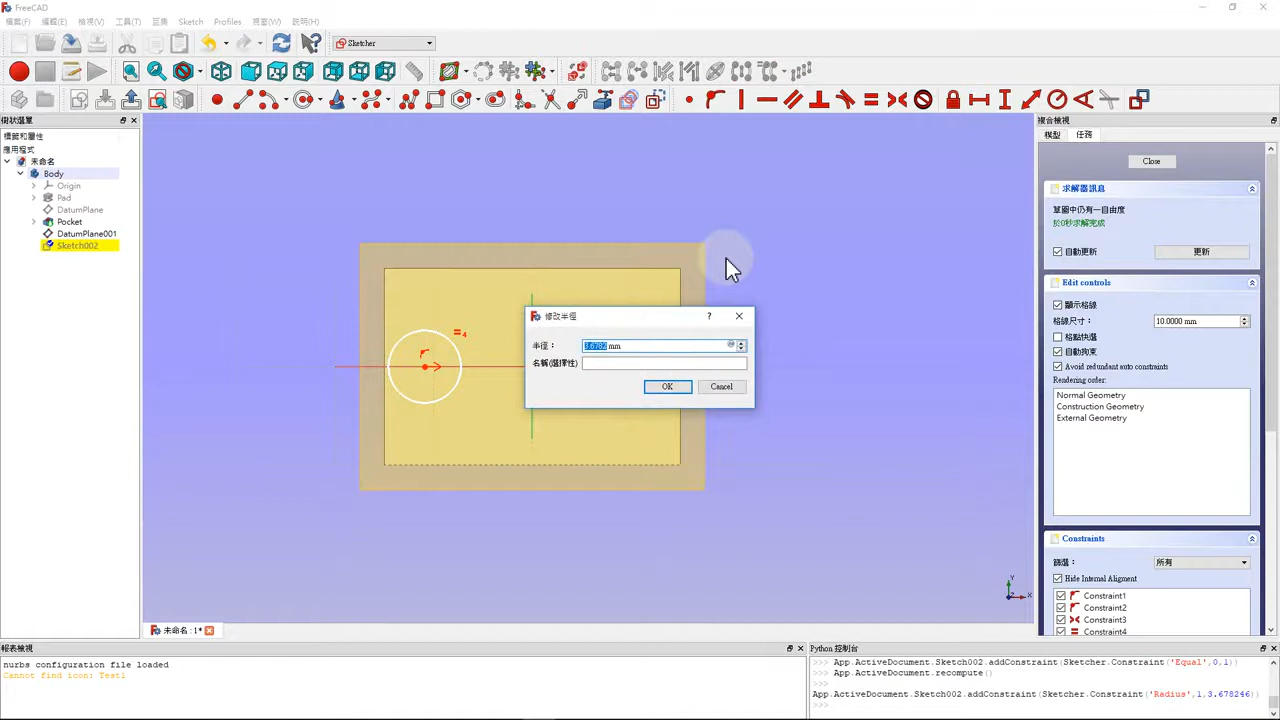 FreeCAD
檔案(F) 編輯(E) 檢視(V) 工具(T) 巨集 Sketch Profiles 視窗(W) 說明(H)
Sketcher
樹狀選單
標籤和屬性
應用程式
未命名
Body
Origin
Pad
DatumPlane
Pocket
DatumPlane001
Sketch002
4
修改半徑
?
半徑：
3.6782 mm
名稱(選擇性)
OK
Cancel
Y
Z
X
未命名 : 1*
複合檢視
模型
任務
Close
求解器訊息
草圖中仍有一自由度
於0秒求解完成
自動更新
更新
Edit controls
顯示格線
格線尺寸：
10.0000 mm
格點快選
自動拘束
Avoid redundant auto constraints
Rendering order:
Normal Geometry
Construction Geometry
External Geometry
Constraints
篩選：
所有
Hide Internal Aligment
Constraint1
Constraint2
Constraint3
Constraint4
報表檢視
nurbs configuration file loaded
Cannot find icon: Test1
Python 控制台
>>> App.ActiveDocument.Sketch002.addConstraint(Sketcher.Constraint('Equal',0,1))
>>> App.ActiveDocument.recompute()
>>>
>>> App.ActiveDocument.Sketch002.addConstraint(Sketcher.Constraint('Radius',1,3.678246))
>>>